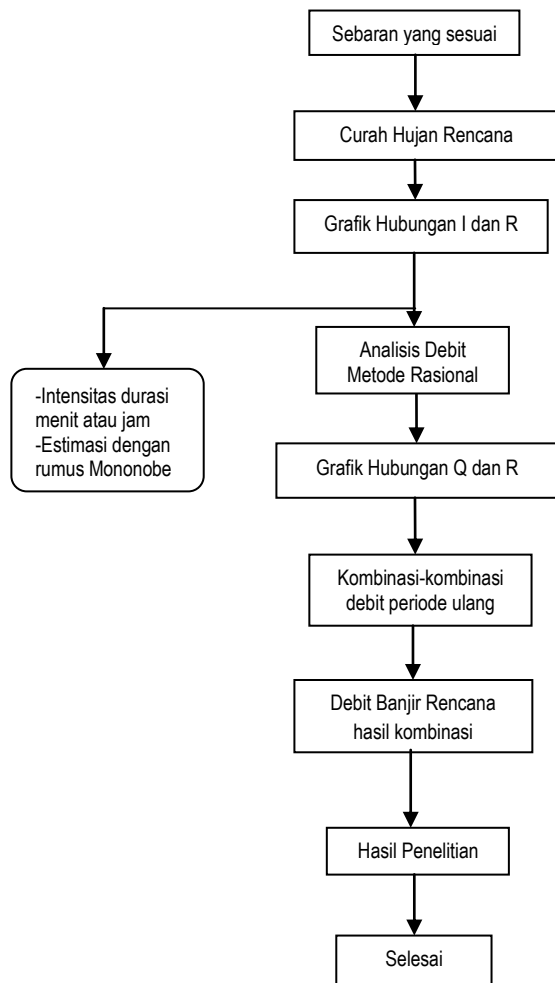 Sebaran yang sesuai
Curah Hujan Rencana
Grafik Hubungan I dan R
Analisis Debit
Metode Rasional
-Intensitas durasi
menit atau jam
-Estimasi dengan
rumus Mononobe
Grafik Hubungan Q dan R
Kombinasi-kombinasi
debit periode ulang
Debit Banjir Rencana
hasil kombinasi
Hasil Penelitian
Selesai